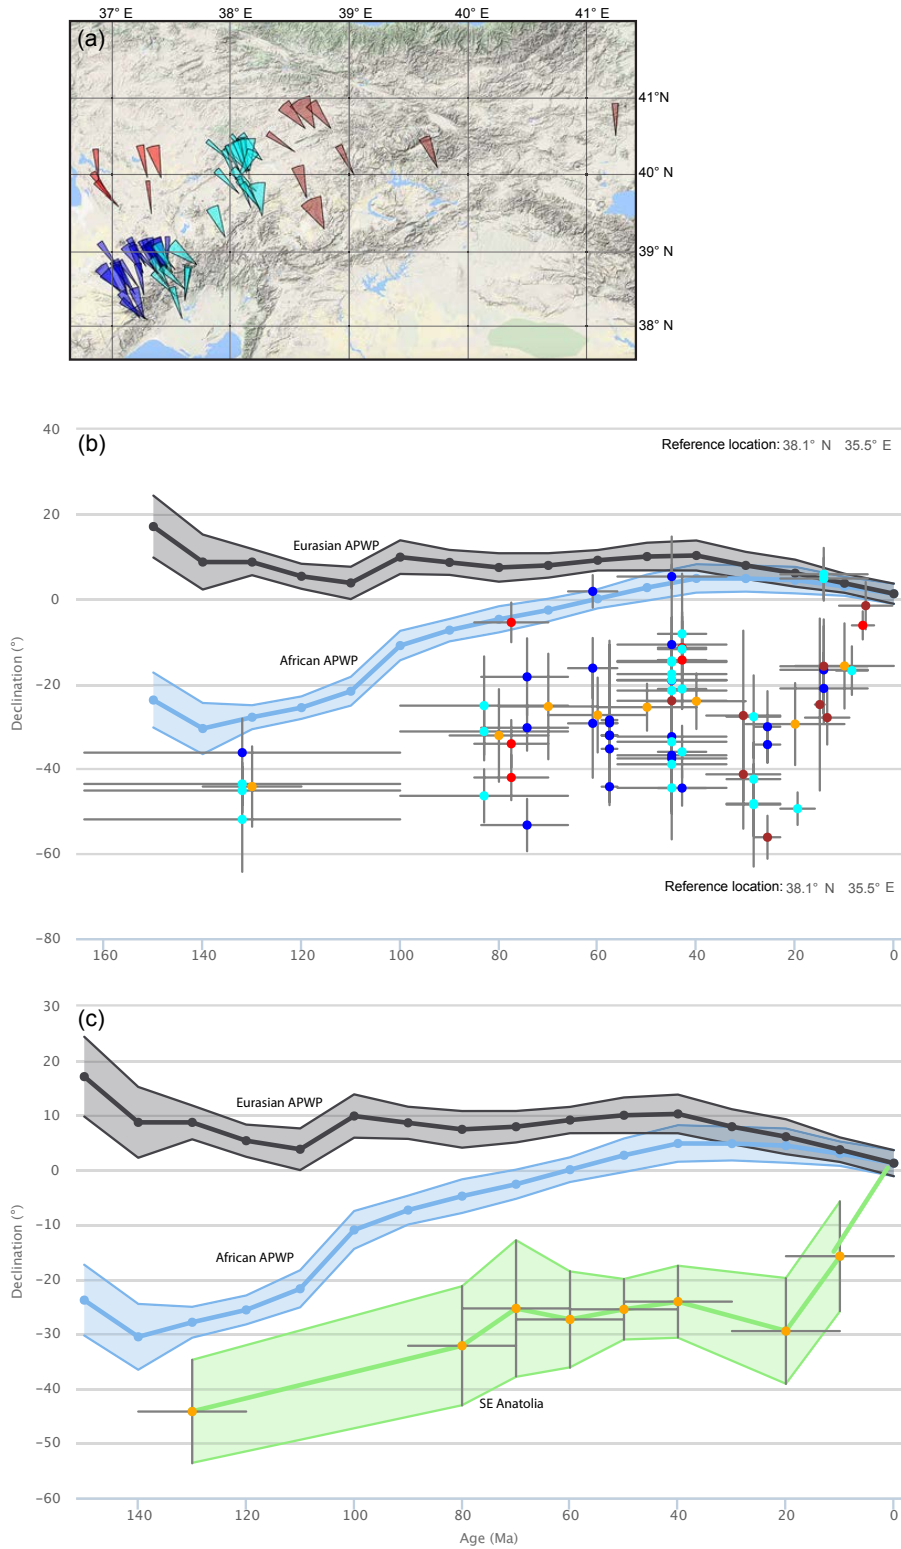 37° E 38° E 39° E 40° E 41° E
(a)
41°N
40° N
39° N
38° N
40
(b)
Reference location: 38.1° N 35.5° E
20
Eurasian APWP
0
African APWP
Declination (°)
−20
−40
−60
Reference location: 38.1° N 35.5° E
−80
160 140 120 100 80 60 40 20 0
30
(c)
20
Eurasian APWP
10
0
−10
African APWP
Declination (°)
−20
−30
−40
SE Anatolia
−50
−60
140 120 100 80 60 40 20 0
Age (Ma)